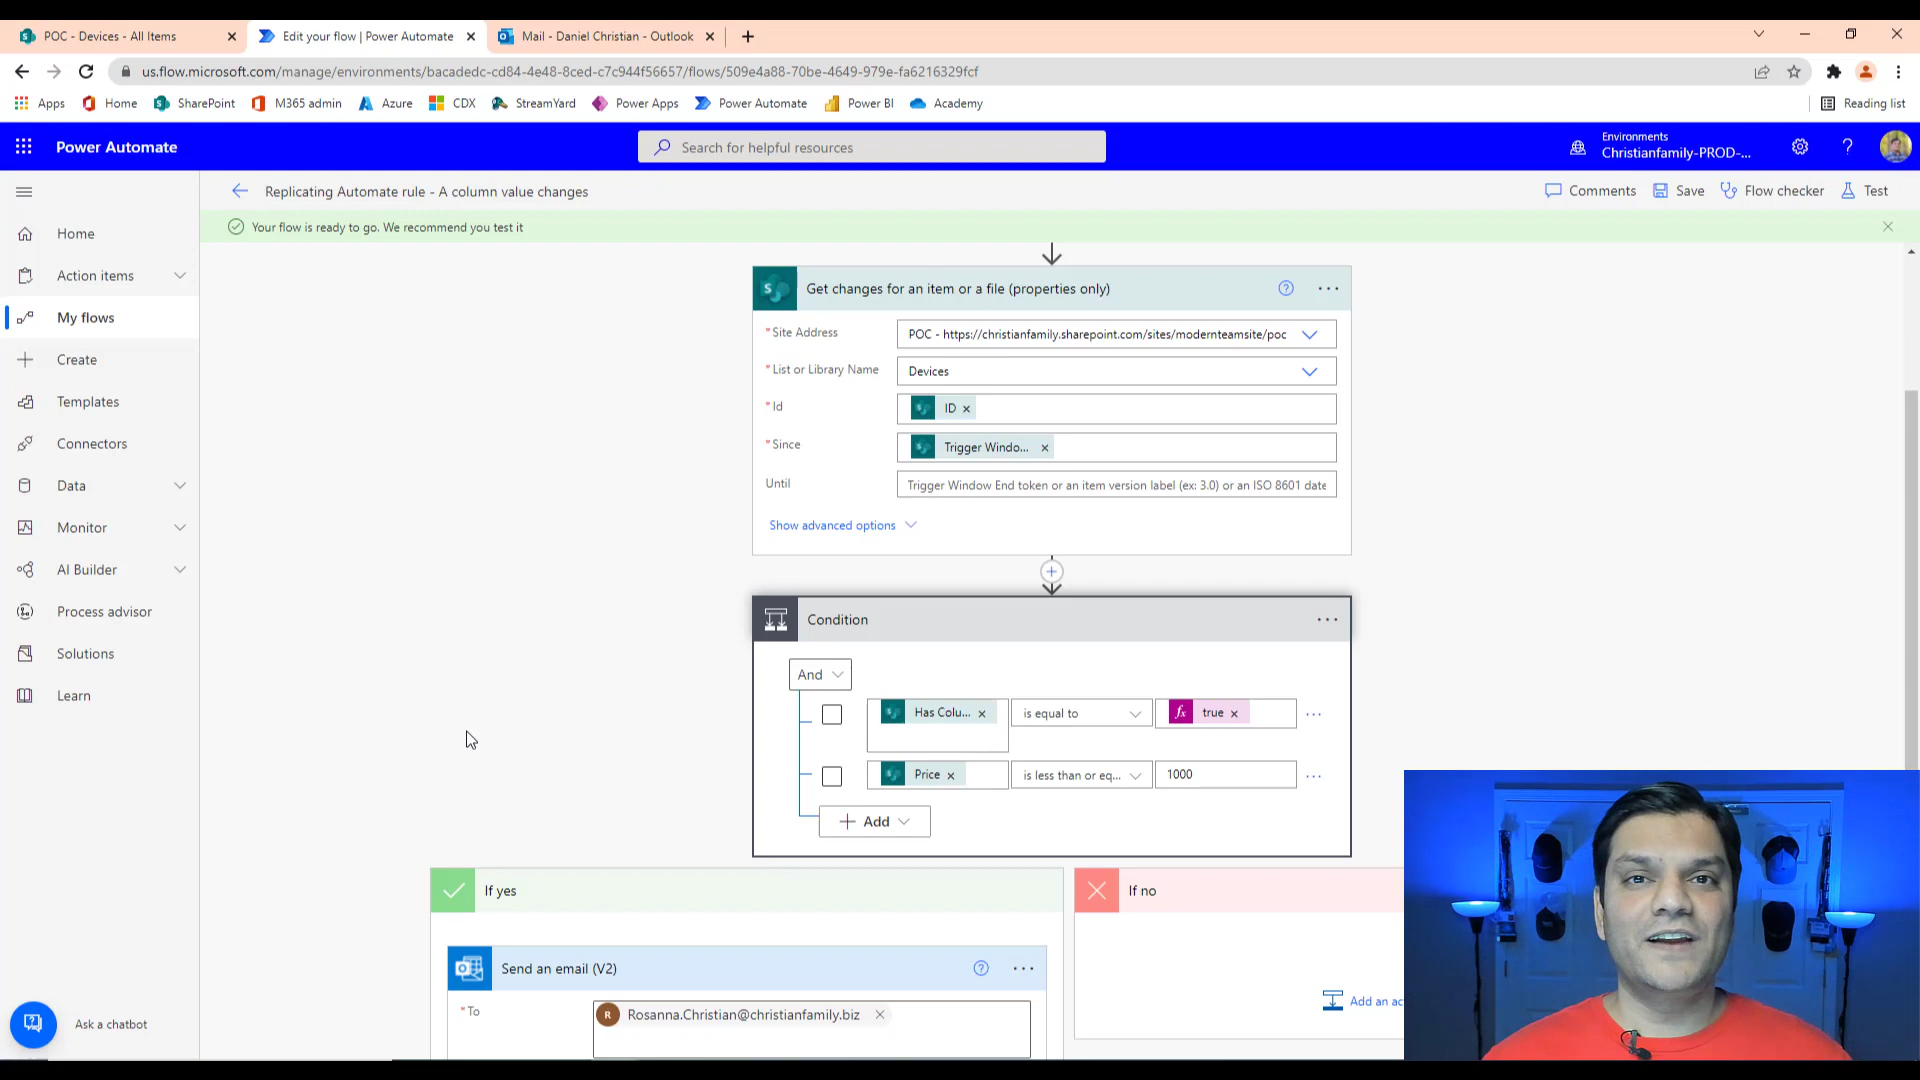 POC - Devices - All Items
Edit your flow | Power Automate
Mail - Daniel Christian - Outlook
us.flow.microsoft.com/manage/environments/bacadedc-cd84-4e48-8ced-c7c944f56657/flows/509e4a88-70be-4649-979e-fa6216329fcf
Apps Home SharePoint M365 admin Azure CDX StreamYard Power Apps Power Automate Power BI Academy Reading list
Power Automate
Search for helpful resources
Environments
Christianfamily-PROD-...
Replicating Automate rule - A column value changes
Comments Save Flow checker Test
Your flow is ready to go. We recommend you test it
Home
Action items
My flows
Create
Templates
Connectors
Data
Monitor
AI Builder
Process advisor
Solutions
Learn
Ask a chatbot
Get changes for an item or a file (properties only)
* Site Address
POC - https://christianfamily.sharepoint.com/sites/modernteamsite/poc
* List or Library Name
Devices
* Id
ID
* Since
Trigger Windo...
Until
Trigger Window End token or an item version label (ex: 3.0) or an ISO 8601 date
Show advanced options
Condition
And
Has Colu... is equal to fx true
Price is less than or eq... 1000
+ Add
If yes
If no
Send an email (V2)
* To
R Rosanna.Christian@christianfamily.biz
Add an ac